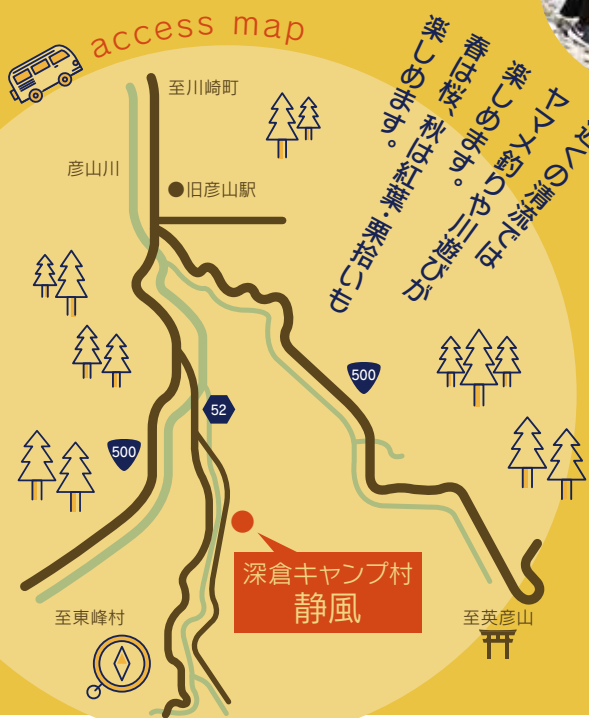 access map
近くの清流では
ヤマメ釣りや川遊びが
楽しめます。
春は桜、秋は紅葉・栗拾いも
楽しめます。
至川崎町
彦山川
旧彦山駅
500
52
500
深倉キャンプ村
静風
至東峰村
至英彦山